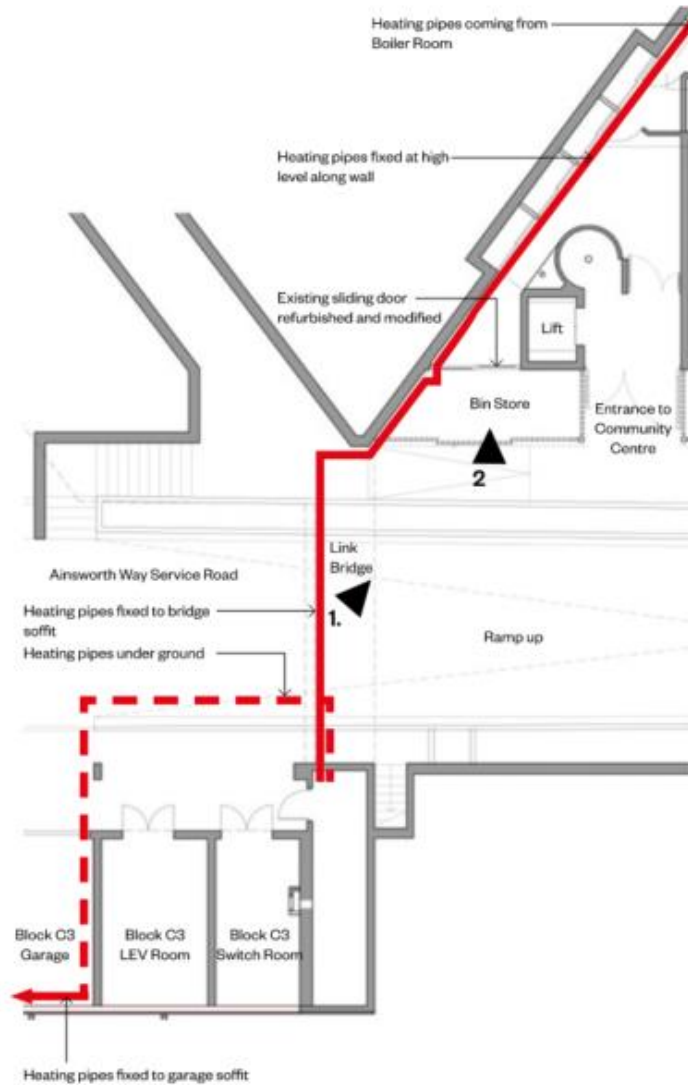 Heating pipes coming from
Boiler Room
Heating pipes fixed at high
level along wall
Existing sliding door
refurbished and modified
Lift
Bin Store
Entrance to
Community
Centre
2
Link
Bridge
Ainsworth Way Service Road
Heating pipes fixed to bridge
soffit
1.
Ramp up
Heating pipes under ground
Block C3
Garage
Block C3
LEV Room
Block C3
Switch Room
Heating pipes fixed to garage soffit